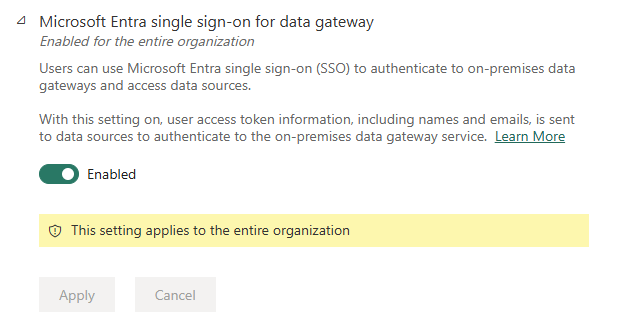 Microsoft Entra single sign-on for data gateway
Enabled for the entire organization
Users can use Microsoft Entra single sign-on (SSO) to authenticate to on-premises data
gateways and access data sources.
With this setting on, user access token information, including names and emails, is sent
to data sources to authenticate to the on-premises data gateway service. Learn More
Enabled
This setting applies to the entire organization
Apply Cancel